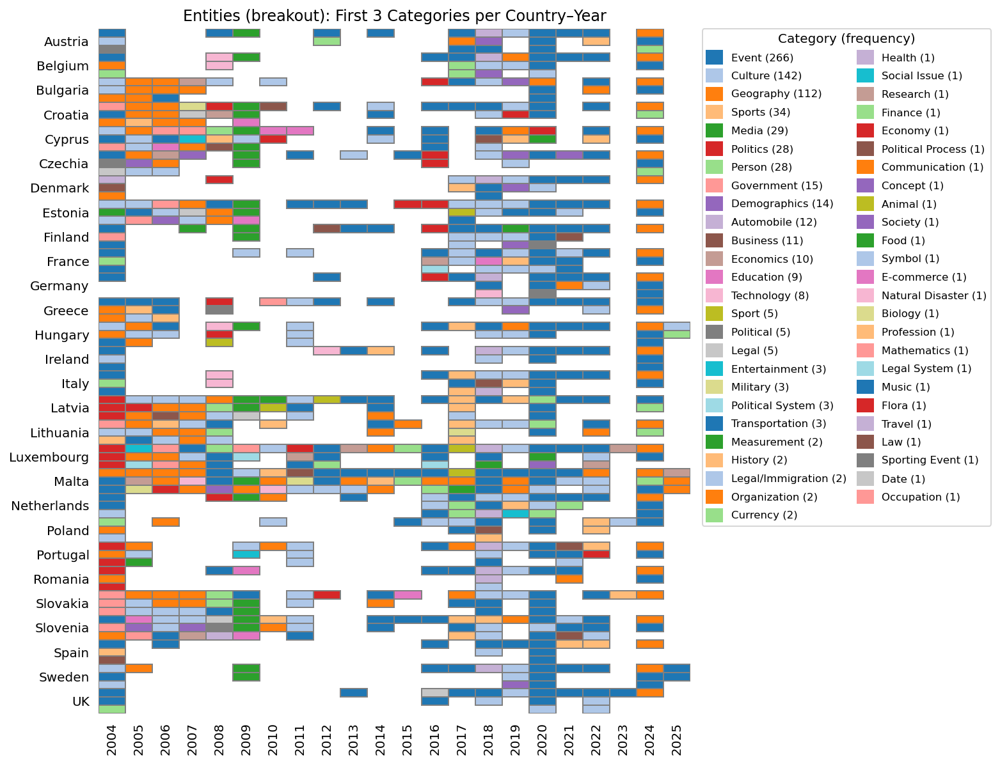 Entities (breakout): First 3 Categories per Country–Year
Austria
Belgium
Bulgaria
Croatia
Cyprus
Czechia
Denmark
Estonia
Finland
France
Germany
Greece
Hungary
Ireland
Italy
Latvia
Lithuania
Luxembourg
Malta
Netherlands
Poland
Portugal
Romania
Slovakia
Slovenia
Spain
Sweden
UK
2004
2005
2006
2007
2008
2009
2010
2011
2012
2013
2014
2015
2016
2017
2018
2019
2020
2021
2022
2023
2024
2025
Category (frequency)
Event (266)
Culture (142)
Geography (112)
Sports (34)
Media (29)
Politics (28)
Person (28)
Government (15)
Demographics (14)
Automobile (12)
Business (11)
Economics (10)
Education (9)
Technology (8)
Sport (5)
Political (5)
Legal (5)
Entertainment (3)
Military (3)
Political System (3)
Transportation (3)
Measurement (2)
History (2)
Legal/Immigration (2)
Organization (2)
Currency (2)
Health (1)
Social Issue (1)
Research (1)
Finance (1)
Economy (1)
Political Process (1)
Communication (1)
Concept (1)
Animal (1)
Society (1)
Food (1)
Symbol (1)
E-commerce (1)
Natural Disaster (1)
Biology (1)
Profession (1)
Mathematics (1)
Legal System (1)
Music (1)
Flora (1)
Travel (1)
Law (1)
Sporting Event (1)
Date (1)
Occupation (1)